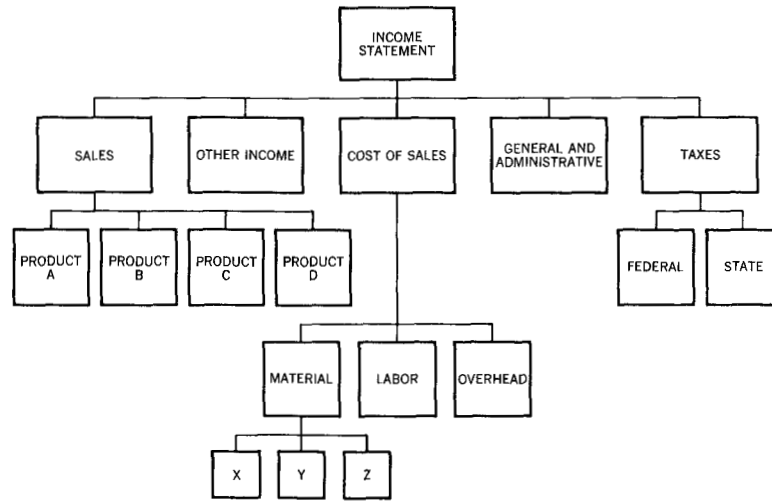 INCOME
STATEMENT
SALES
OTHER INCOME
COST OF SALES
GENERAL AND
ADMINISTRATIVE
TAXES
PRODUCT
A
PRODUCT
B
PRODUCT
C
PRODUCT
D
FEDERAL
STATE
MATERIAL
LABOR
OVERHEAD
X
Y
Z